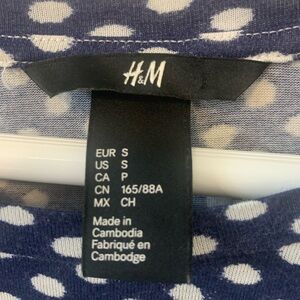 H&M
EUR S
US S
CA P
CN 165/88A
MX CH
Made in
Cambodia
Fabriqué en
Cambodge